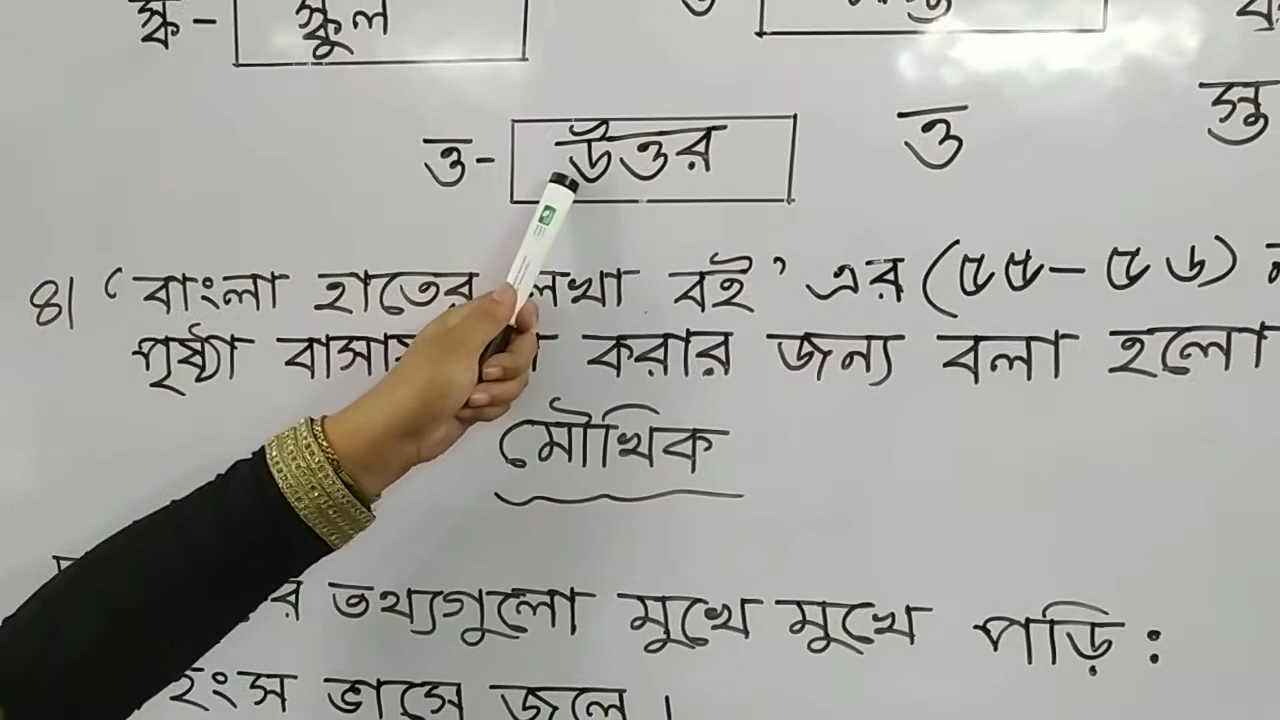 স্ক- স্কুল
ত্ত- উত্তর ত্ত স্তু
৪। 'বাংলা হাতের লেখা বই' এর (৫৫-৫৬)
পৃষ্ঠা বাসায় করার জন্য বলা হলো
মৌখিক
তথ্যগুলো মুখে মুখে পড়ি:
হংস ভাসে জলে।